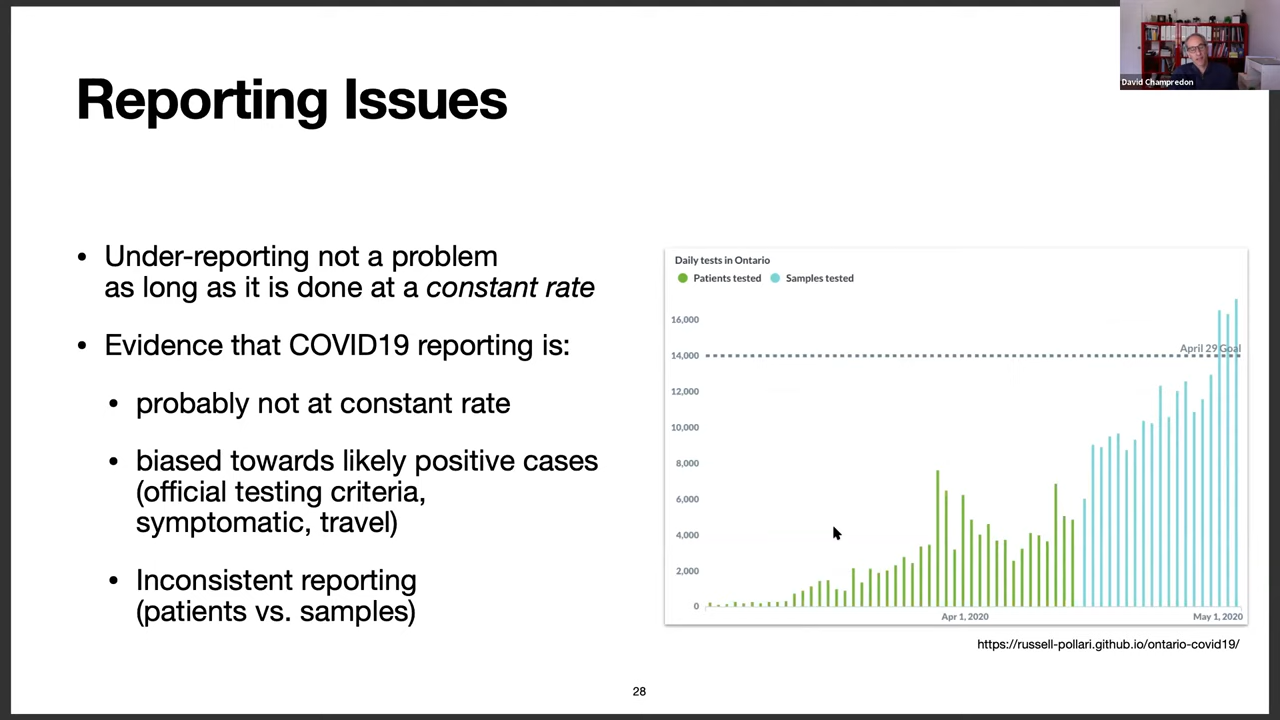 David Champredon
Reporting Issues
• Under-reporting not a problem
as long as it is done at a constant rate
• Evidence that COVID19 reporting is:
• probably not at constant rate
• biased towards likely positive cases
(official testing criteria,
symptomatic, travel)
• Inconsistent reporting
(patients vs. samples)
Daily tests in Ontario
Patients tested Samples tested
16,000
April 29 Goal
14,000
12,000
10,000
8,000
6,000
4,000
2,000
0
Apr 1, 2020 May 1, 2020
https://russell-pollari.github.io/ontario-covid19/
28